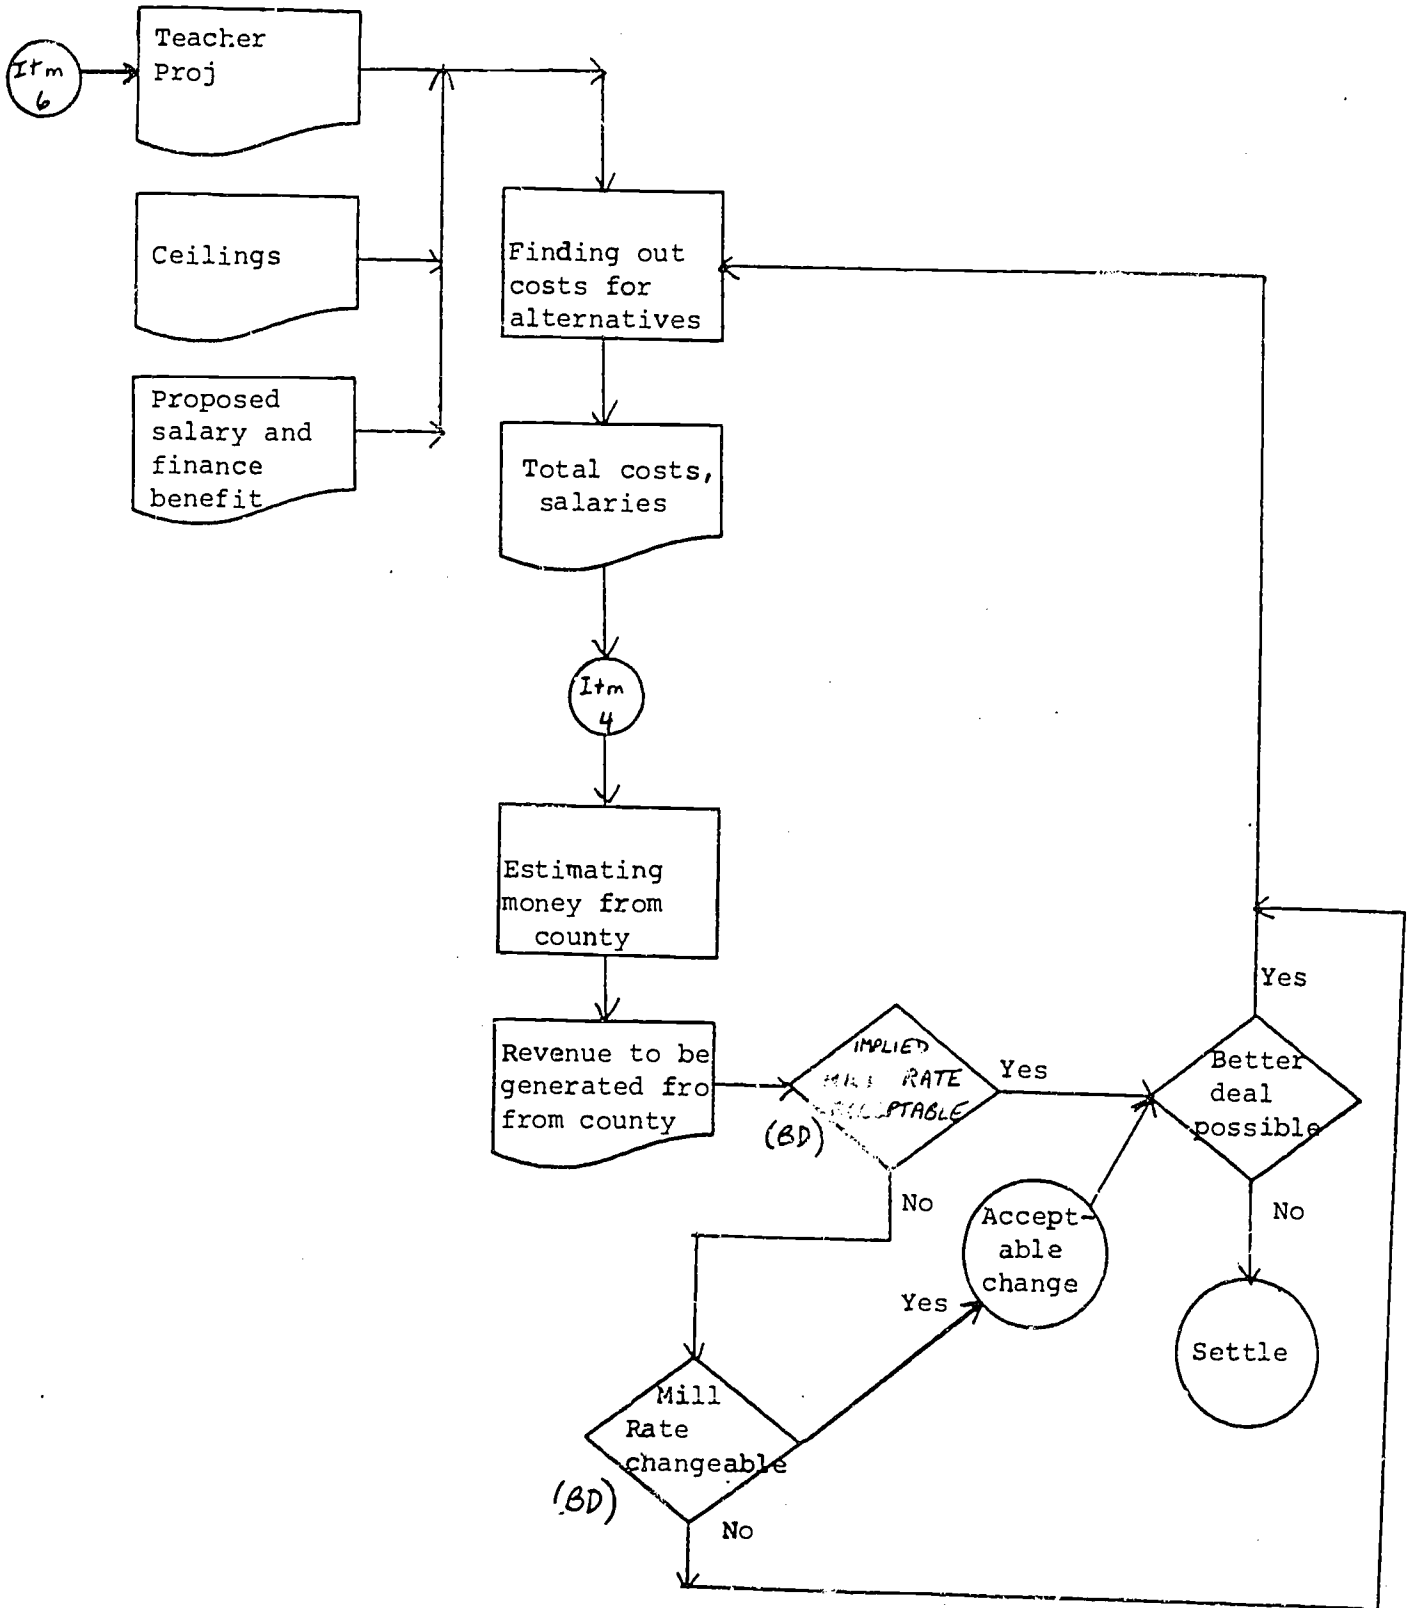 Itm
6
Teacher
Proj
Ceilings
Proposed
salary and
finance
benefit
Finding out
costs for
alternatives
Total costs,
salaries
Itm
4
Estimating
money from
county
Revenue to be
generated fro
from county
IMPLIED
RATE
(BD)
Yes
No
Better
deal
possible
Yes
No
Accept-
able
change
Settle
Yes
Mill
Rate
changeable
(BD)
No